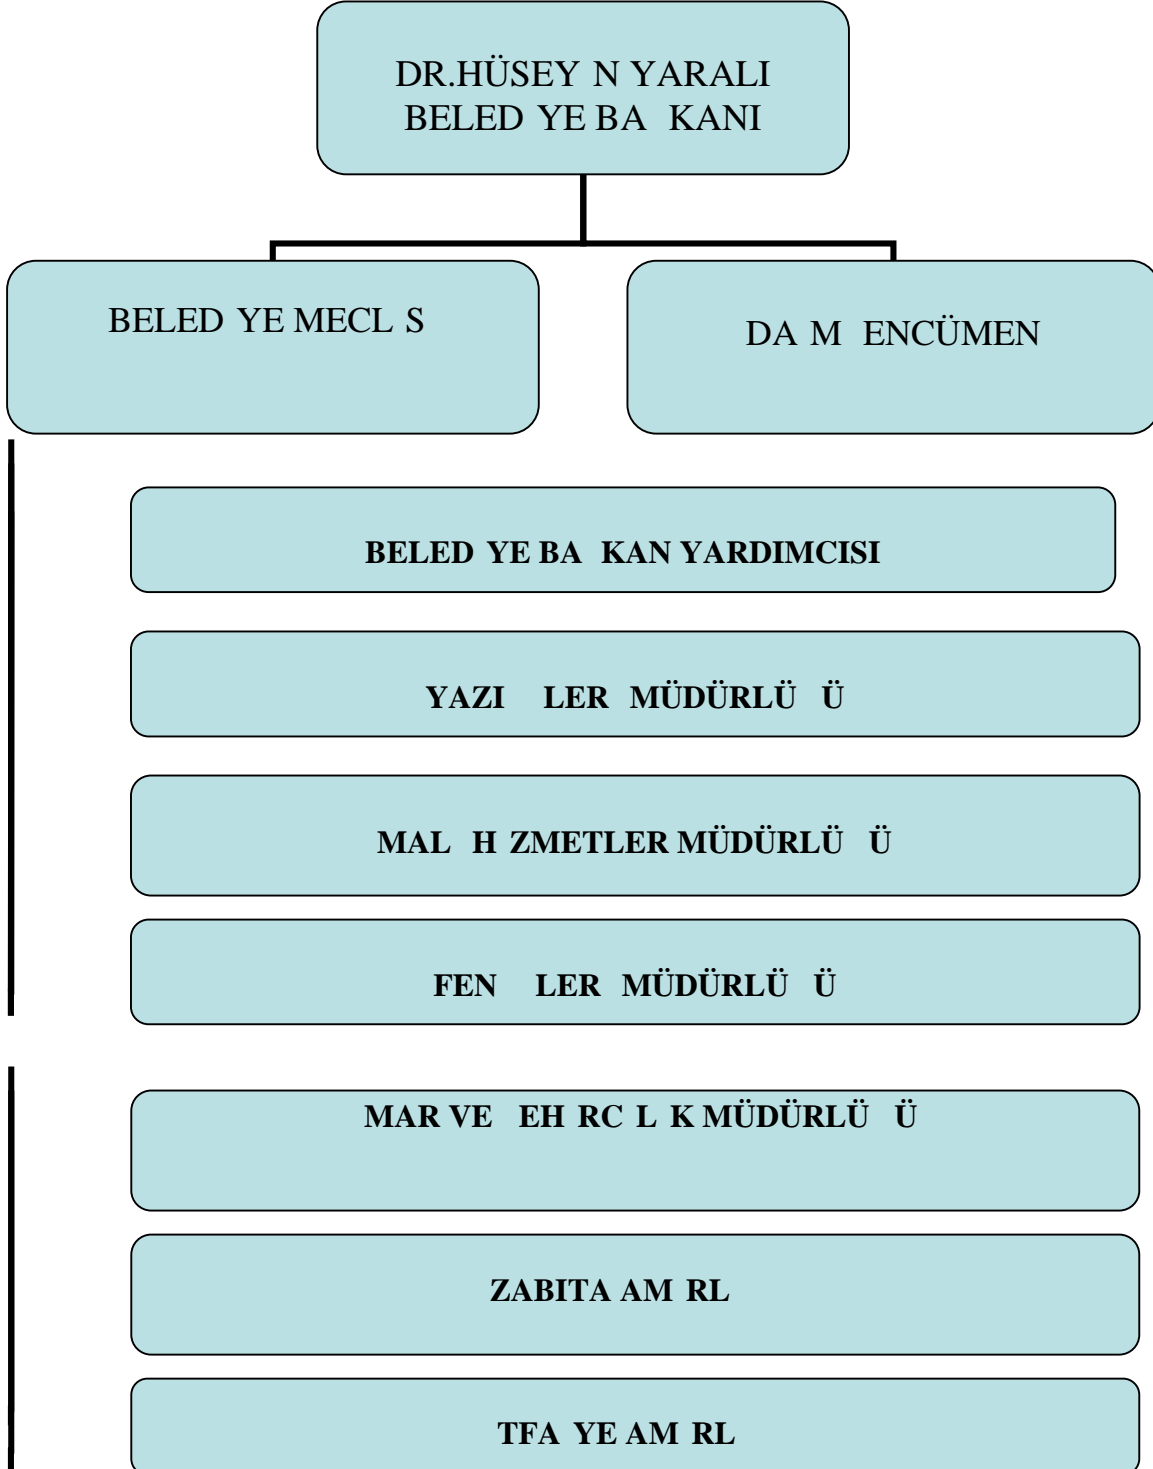 DR.HÜSEY N YARALI
BELED YE BA KANI
BELED YE MECL S
DA M ENCÜMEN
BELED YE BA KAN YARDIMCISI
YAZI LER MÜDÜRLÜ Ü
MAL H ZMETLER MÜDÜRLÜ Ü
FEN LER MÜDÜRLÜ Ü
MAR VE EH RC L K MÜDÜRLÜ Ü
ZABITA AM RL
TFA YE AM RL